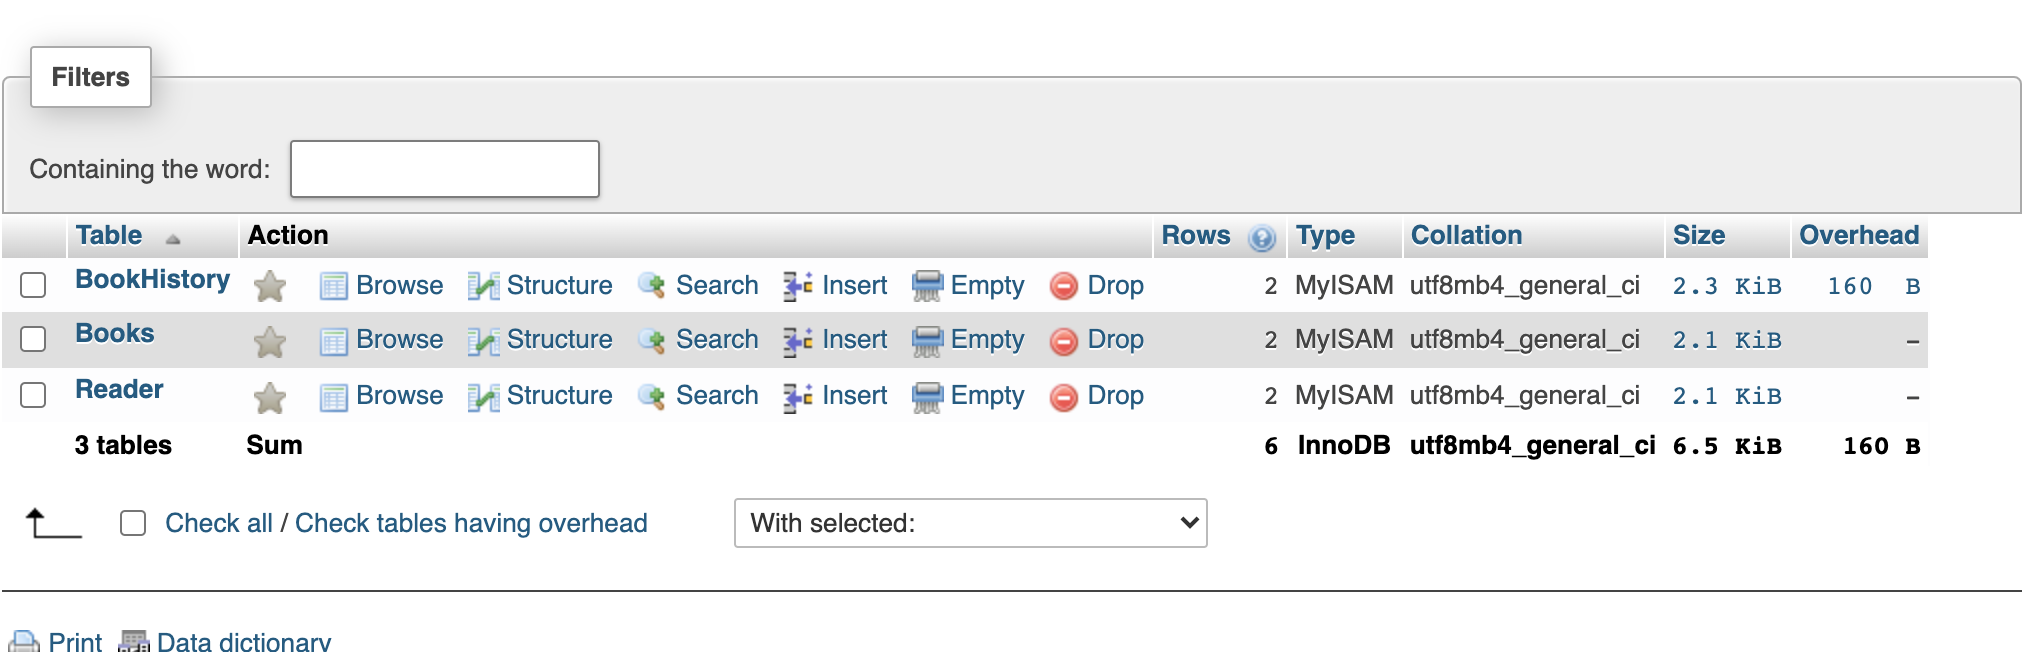 Filters
Containing the word:
Table Action Rows Type Collation Size Overhead
BookHistory Browse Structure Search Insert Empty Drop 2 MyISAM utf8mb4_general_ci 2.3 KiB 160 B
Books Browse Structure Search Insert Empty Drop 2 MyISAM utf8mb4_general_ci 2.1 KiB –
Reader Browse Structure Search Insert Empty Drop 2 MyISAM utf8mb4_general_ci 2.1 KiB –
3 tables Sum 6 InnoDB utf8mb4_general_ci 6.5 KiB 160 B
Check all / Check tables having overhead With selected:
Print Data dictionary